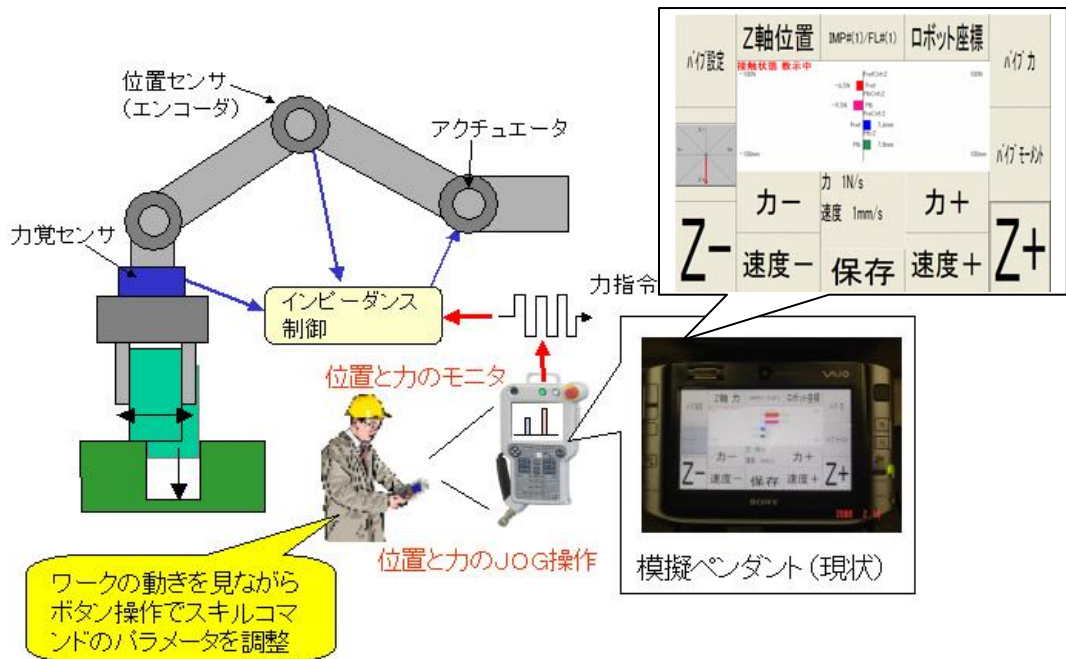 位置センサ
(エンコーダ)
アクチュエータ
力覚センサ
インピーダンス
制御
力指令
位置と力のモニタ
位置と力のJOG操作
ワークの動きを見ながら
ボタン操作でスキルコマ
ンドのパラメータを調整
模擬ペンダント(現状)
Z軸位置
IMP#(1)/FL#(1)
ロボット座標
バイブ設定
バイブ力
接触状態 教示中
-100N
100N
-100mm
100mm
バイブモーメント
力-
力 1N/s
速度 1mm/s
力+
Z-
速度-
保存
速度+
Z+
VAIO
Z軸 力
ロボット座標
力-
力+
Z-
速度-
保存
速度+
Z+
SONY